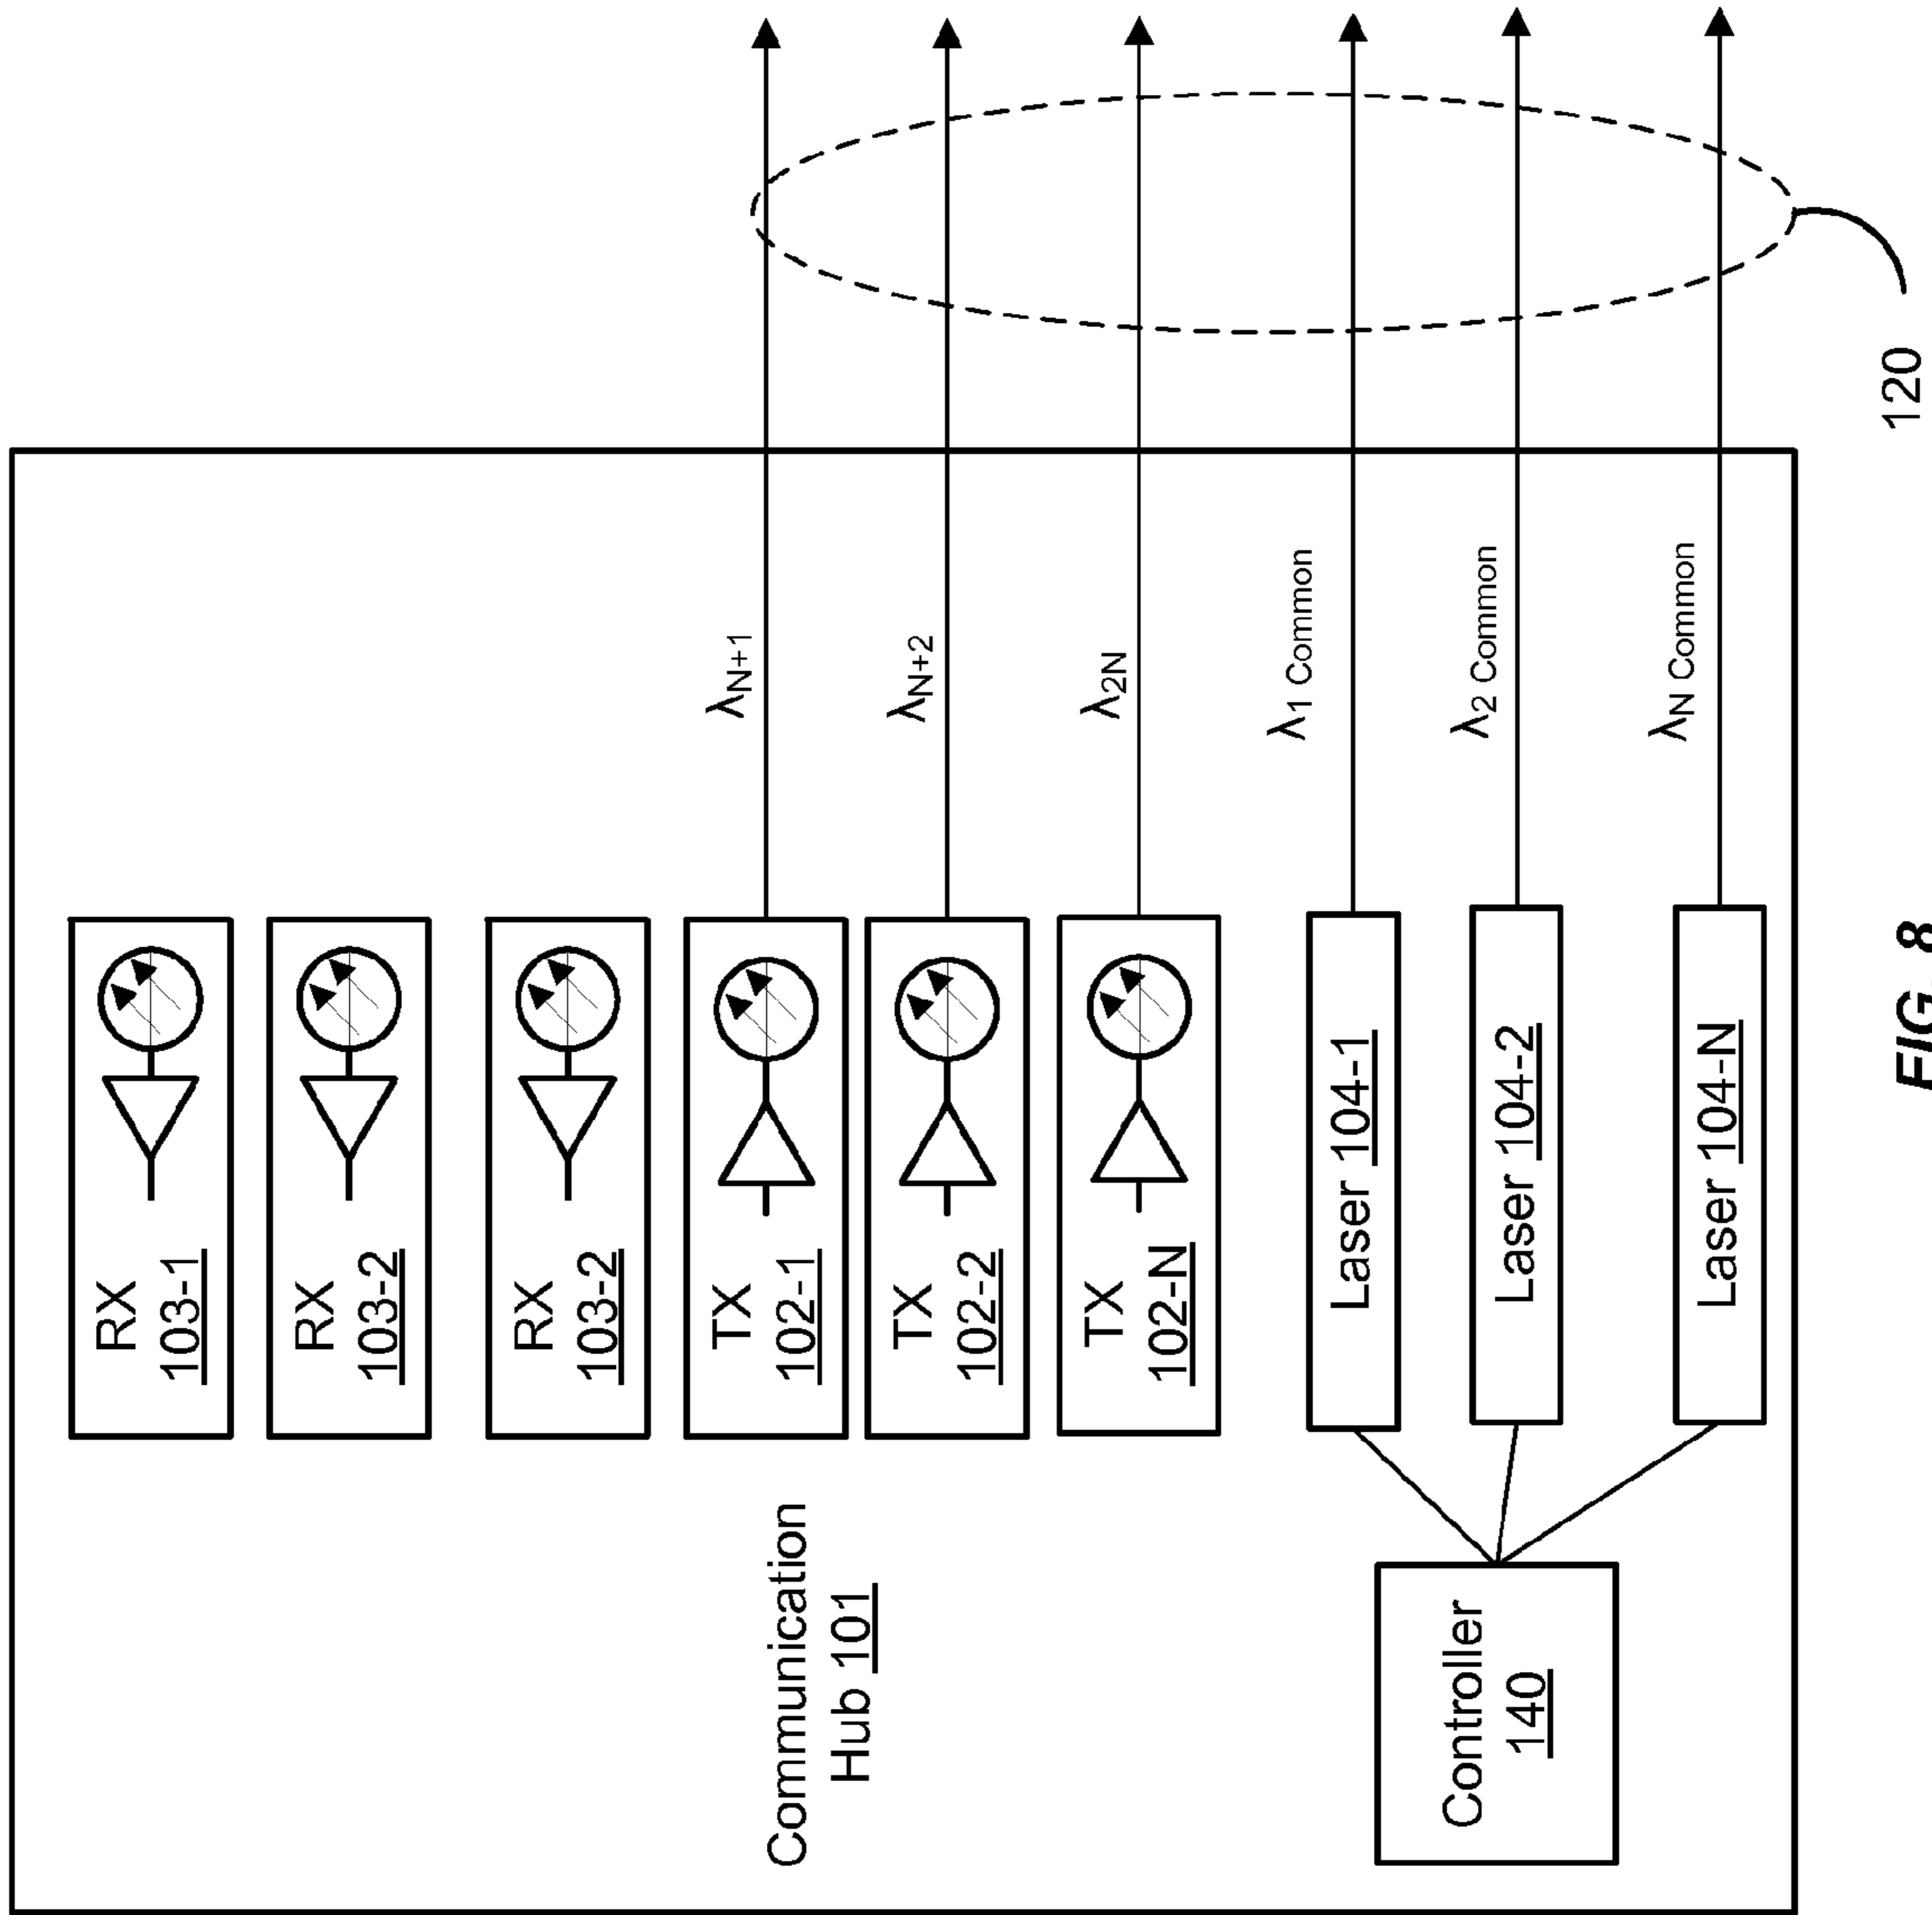 RX
103-1
RX
103-2
RX
103-2
TX
102-1
TX
102-2
TX
102-N
Communication
Hub 101
Laser 104-1
Laser 104-2
Laser 104-N
Controller
140
λN+1
λN+2
λ2N
λ1 Common
λ2 Common
λN Common
120
FIG. 8